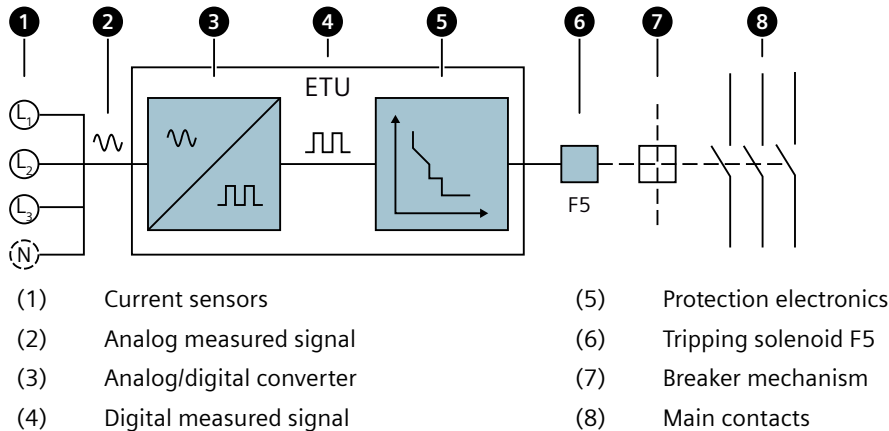 1 2 3 4 5 6 7 8
ETU
L1
L2
L3
N
F5
(1) Current sensors
(2) Analog measured signal
(3) Analog/digital converter
(4) Digital measured signal
(5) Protection electronics
(6) Tripping solenoid F5
(7) Breaker mechanism
(8) Main contacts